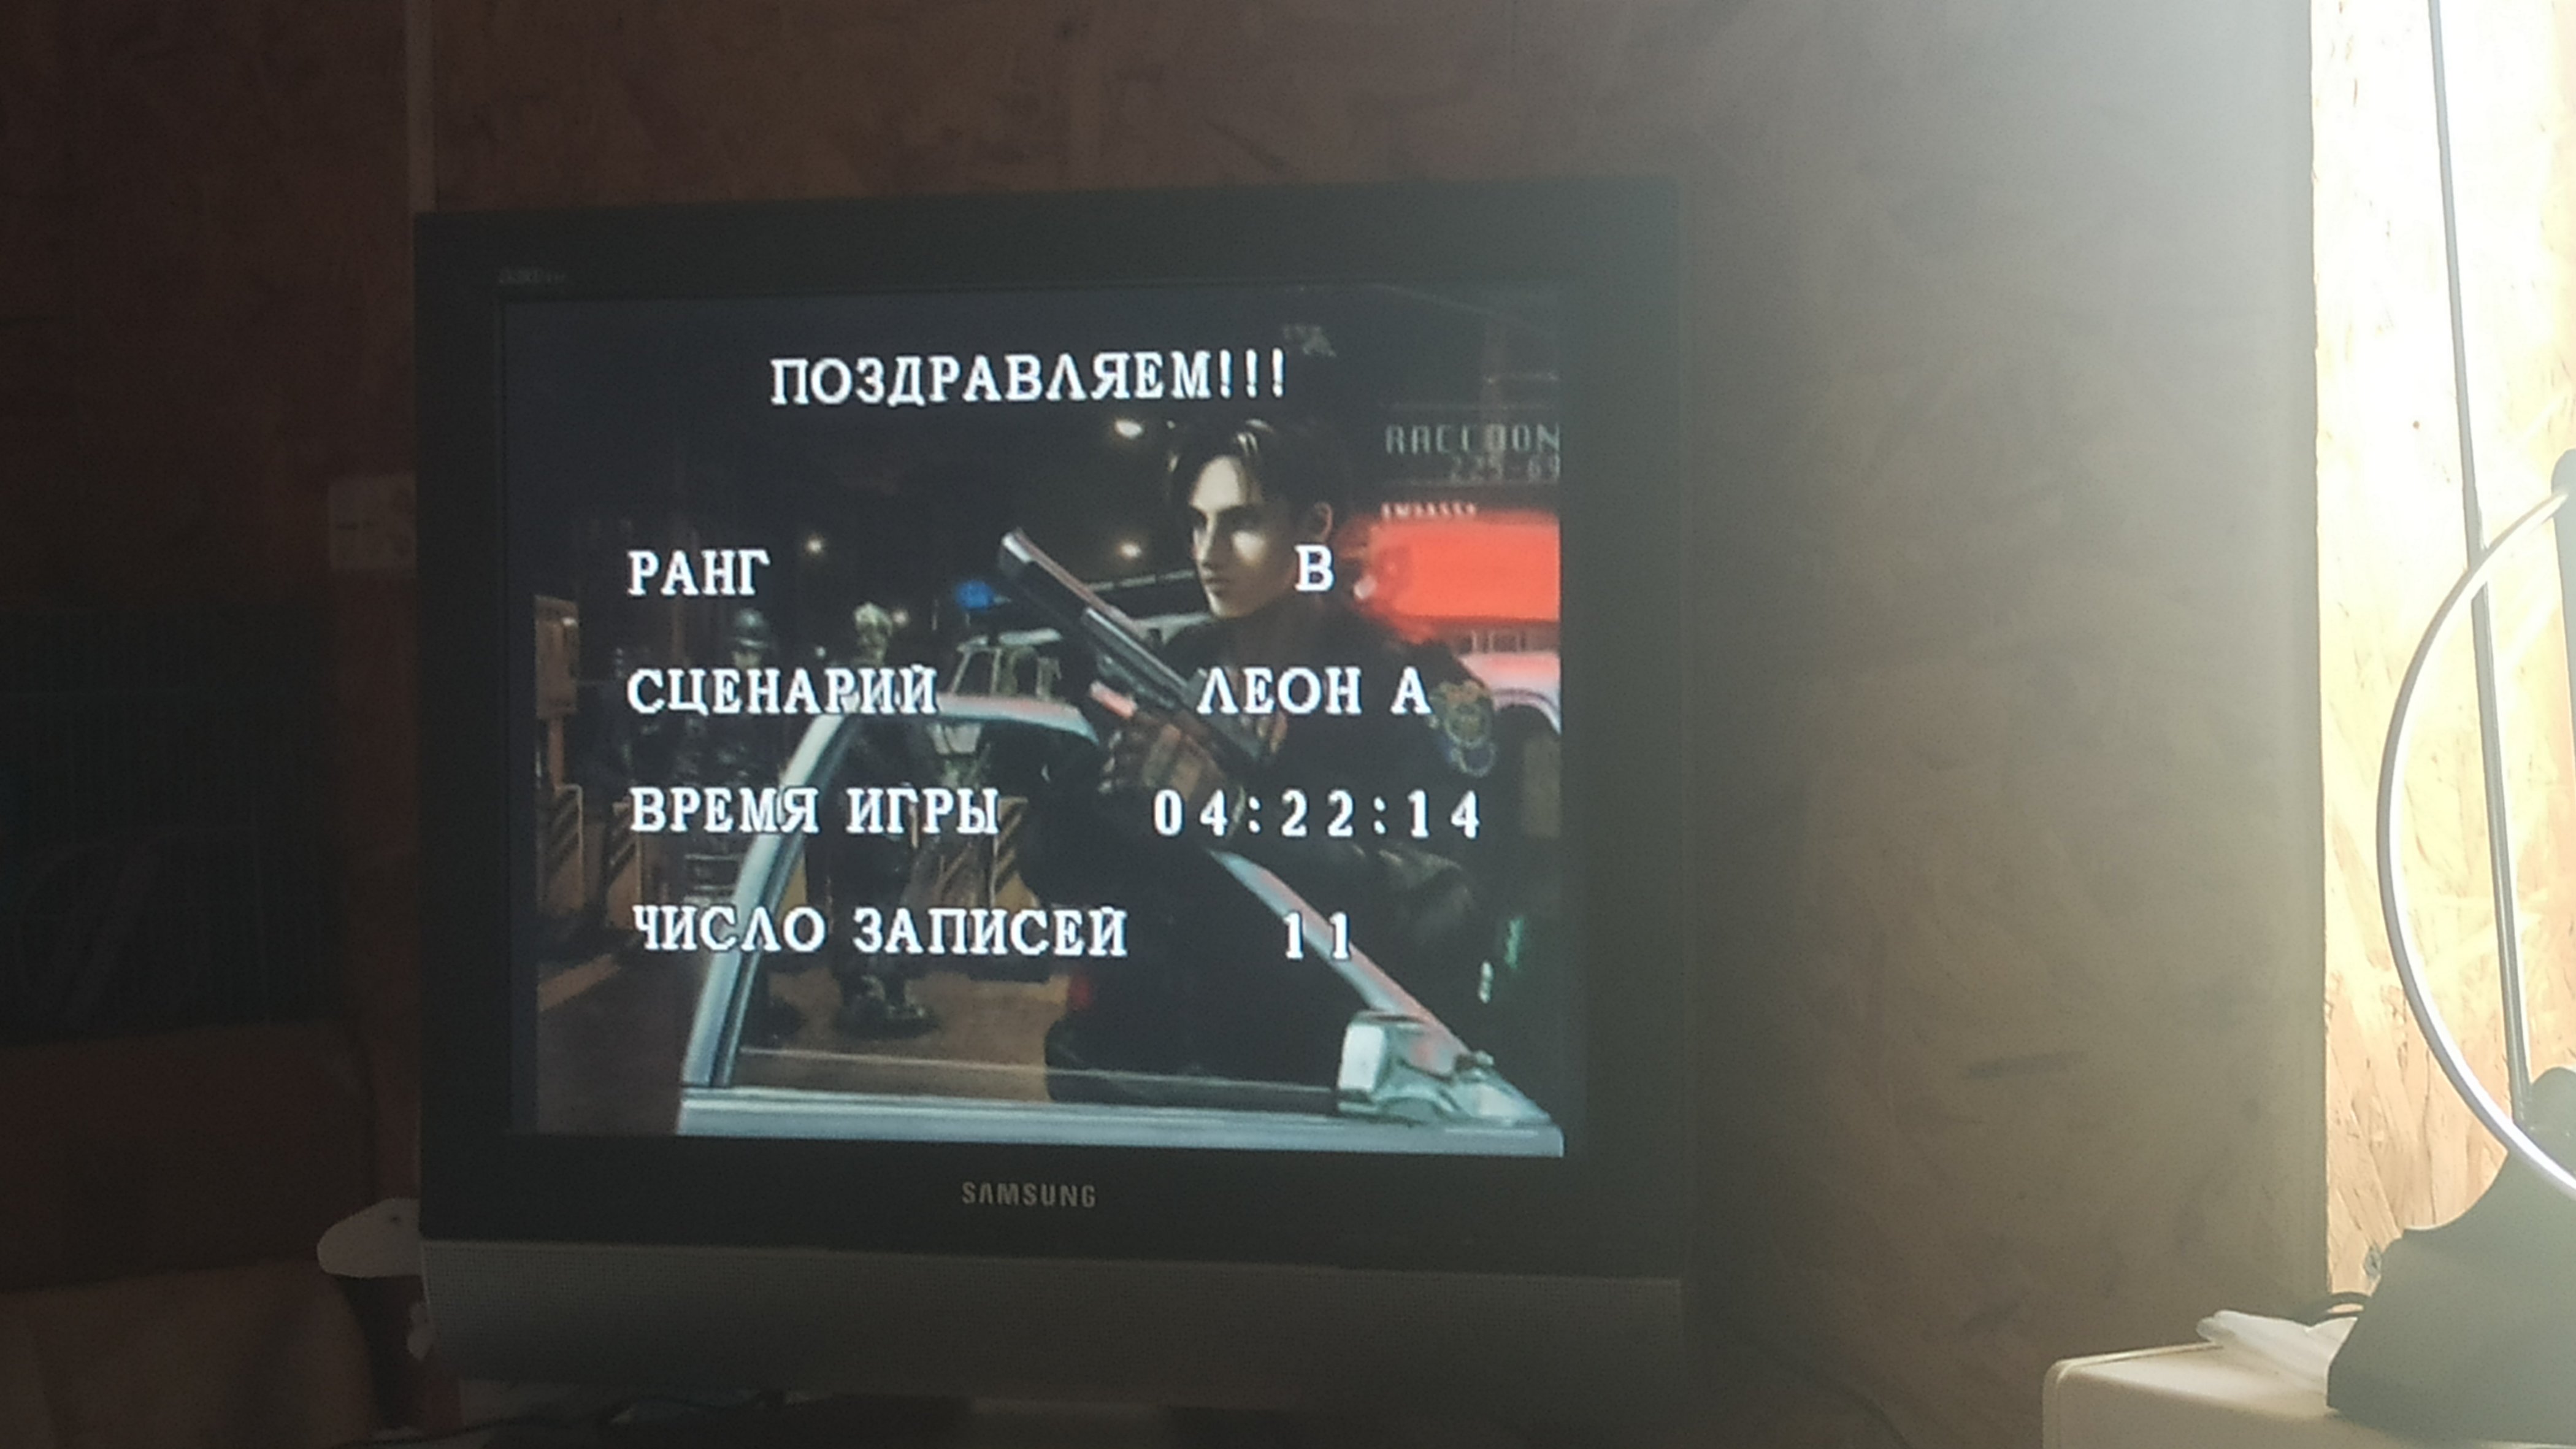 ПОЗДРАВЛЯЕМ!!!
RACCOON
РАНГ В
СЦЕНАРИЙ ЛЕОН А
ВРЕМЯ ИГРЫ 04:22:14
ЧИСЛО ЗАПИСЕЙ 11
SAMSUNG